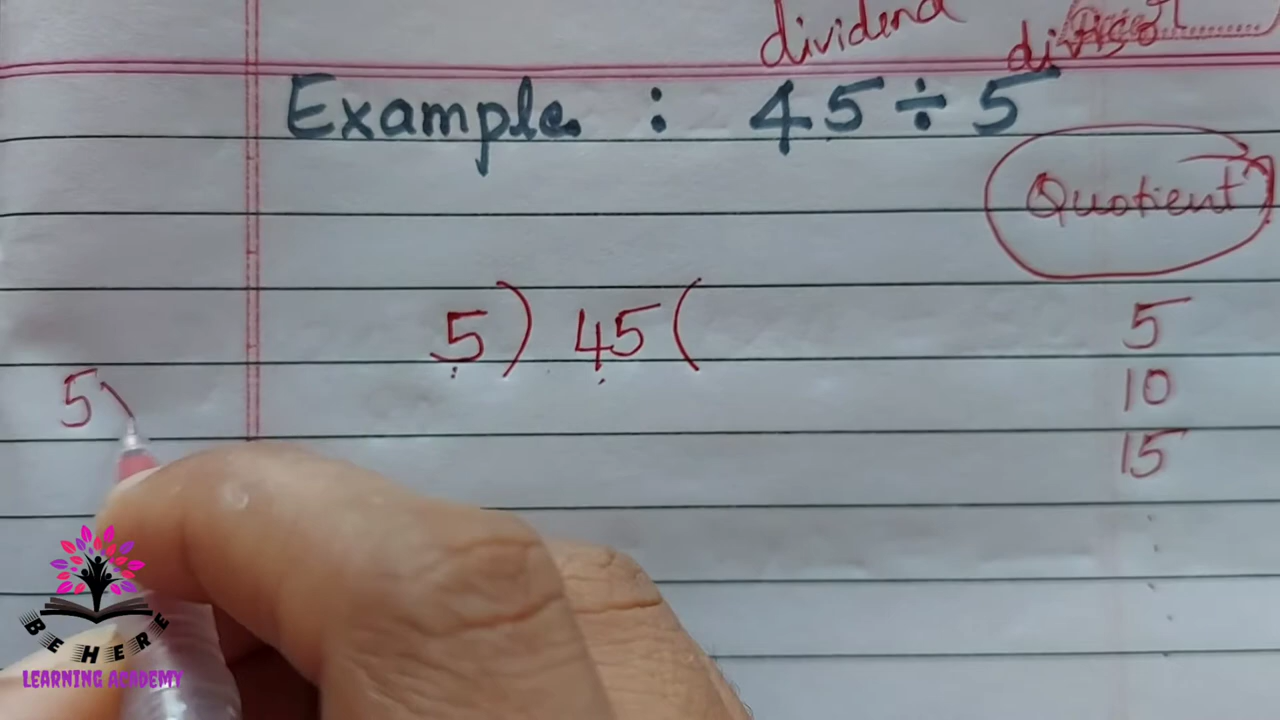 dividend divisor
Example : 45 ÷ 5
Quotient
5 ) 45 (
5
10
5
15
BE HERE
LEARNING ACADEMY